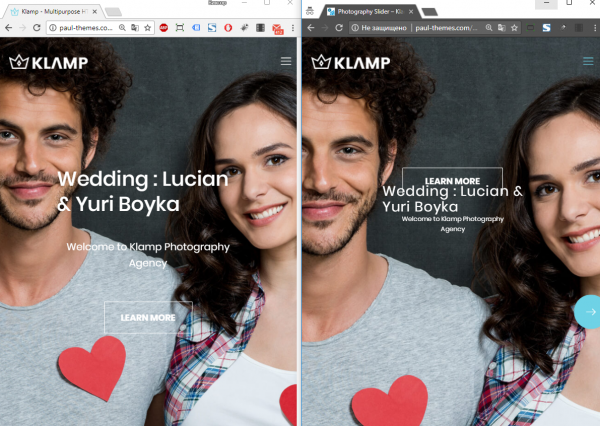 Klamp - Multipurpose H
paul-themes.com
KLAMP
Wedding : Lucian
& Yuri Boyka
Welcome to Klamp Photography
Agency
LEARN MORE
Photography Slider – Kl
Не защищено
paul-themes.com/
KLAMP
LEARN MORE
Wedding : Lucian &
Yuri Boyka
Welcome to Klamp Photography
Agency